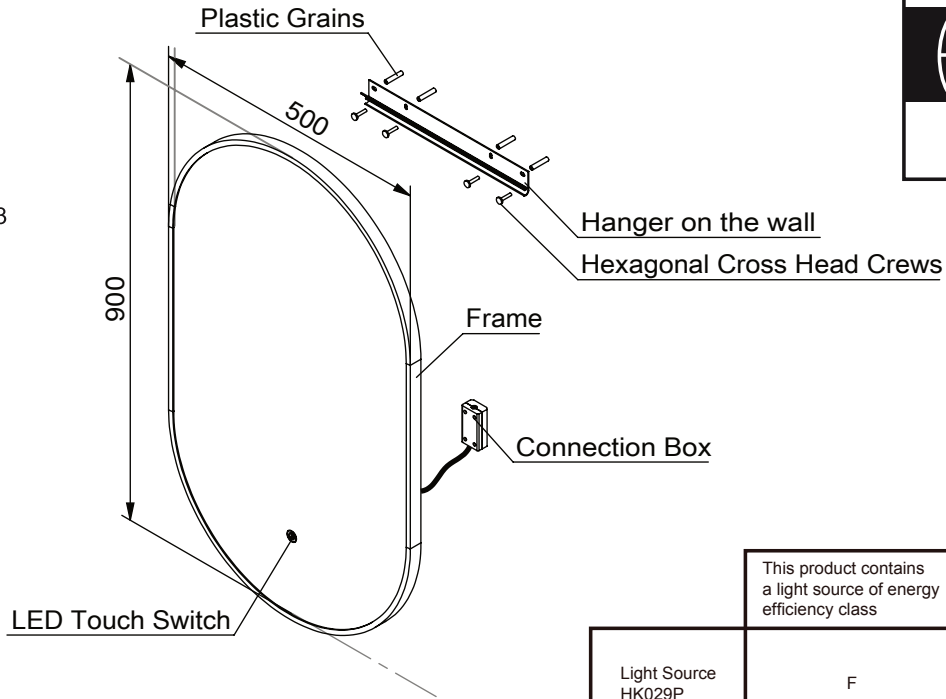 Plastic Grains
500
900
Hanger on the wall
Hexagonal Cross Head Crews
Frame
Connection Box
LED Touch Switch
This product contains
a light source of energy
efficiency class
Light Source
HK029P
F